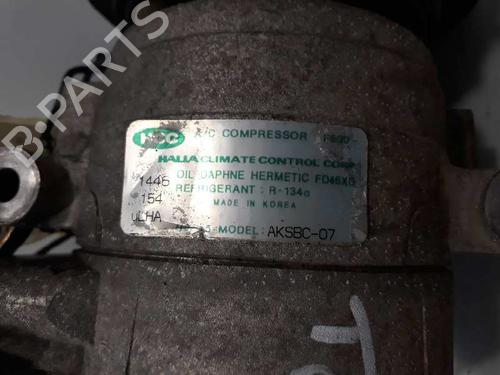 HCC A/C COMPRESSOR
HALLA CLIMATE CONTROL CORP.
OIL DAPHNE HERMETIC FD46XG
1446
REFRIGERANT : R-134a
154
MADE IN KOREA
ULHA
MODEL: AKSBC-07
B-Parts